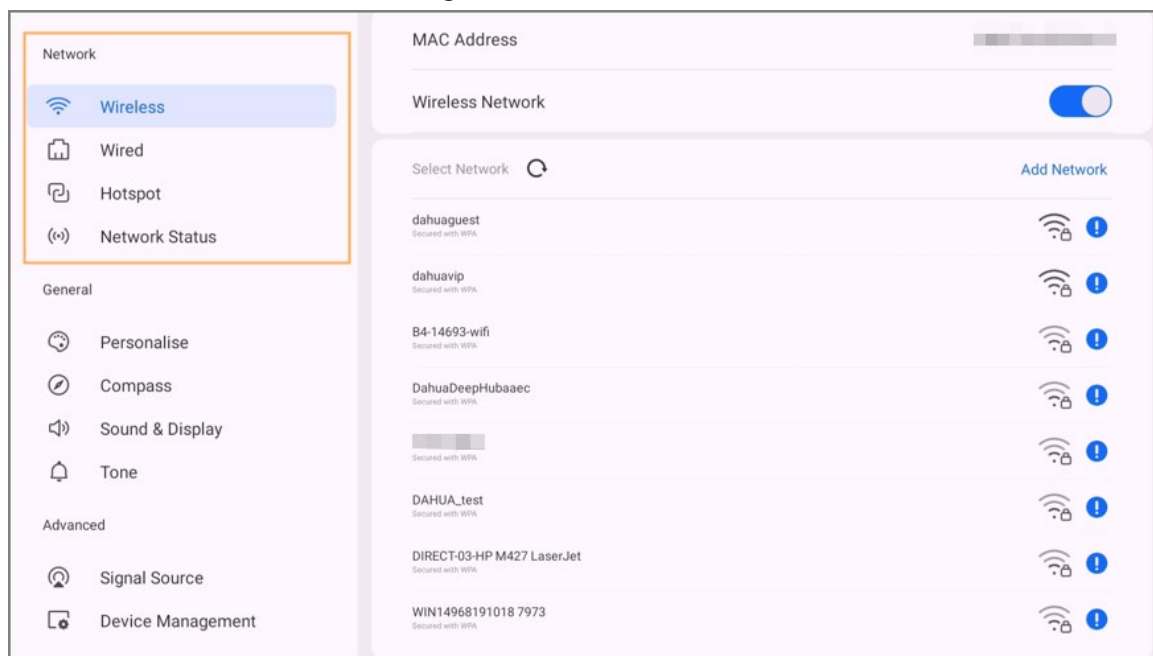 Network
Wireless
Wired
Hotspot
Network Status
General
Personalise
Compass
Sound & Display
Tone
Advanced
Signal Source
Device Management
MAC Address
Wireless Network
Select Network
Add Network
dahuaguest
Secured with WPA
dahuavip
Secured with WPA
B4-14693-wifi
Secured with WPA
DahuaDeepHubaaec
Secured with WPA
Secured with WPA
DAHUA_test
Secured with WPA
DIRECT-03-HP M427 LaserJet
Secured with WPA
WIN14968191018 7973
Secured with WPA